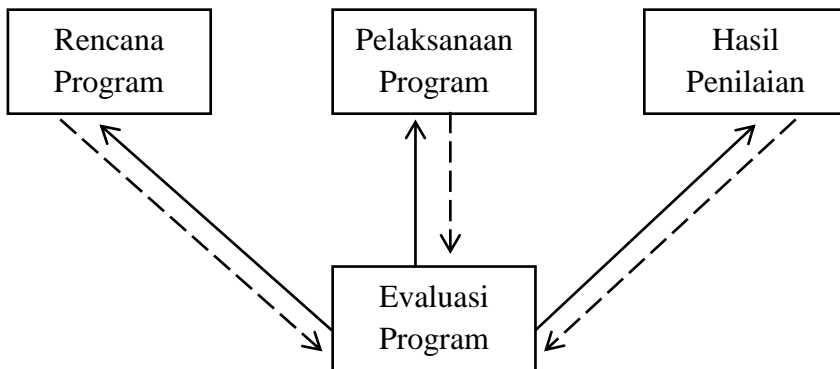 Rencana
Program
Pelaksanaan
Program
Hasil
Penilaian
Evaluasi
Program